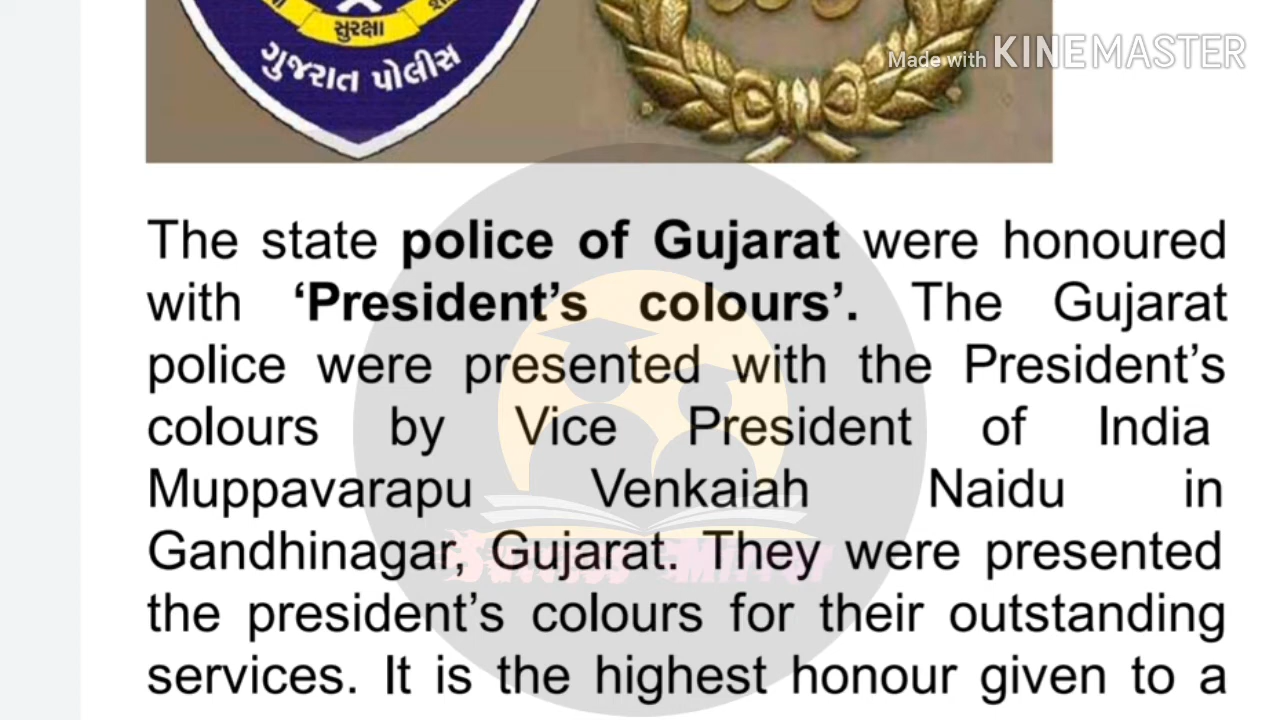 સુરક્ષા
ગુજરાત પોલીસ
Made with KINEMASTER
The state police of Gujarat were honoured
with ‘President’s colours’. The Gujarat
police were presented with the President’s
colours by Vice President of India
Muppavarapu Venkaiah Naidu in
Gandhinagar, Gujarat. They were presented
the president’s colours for their outstanding
services. It is the highest honour given to a